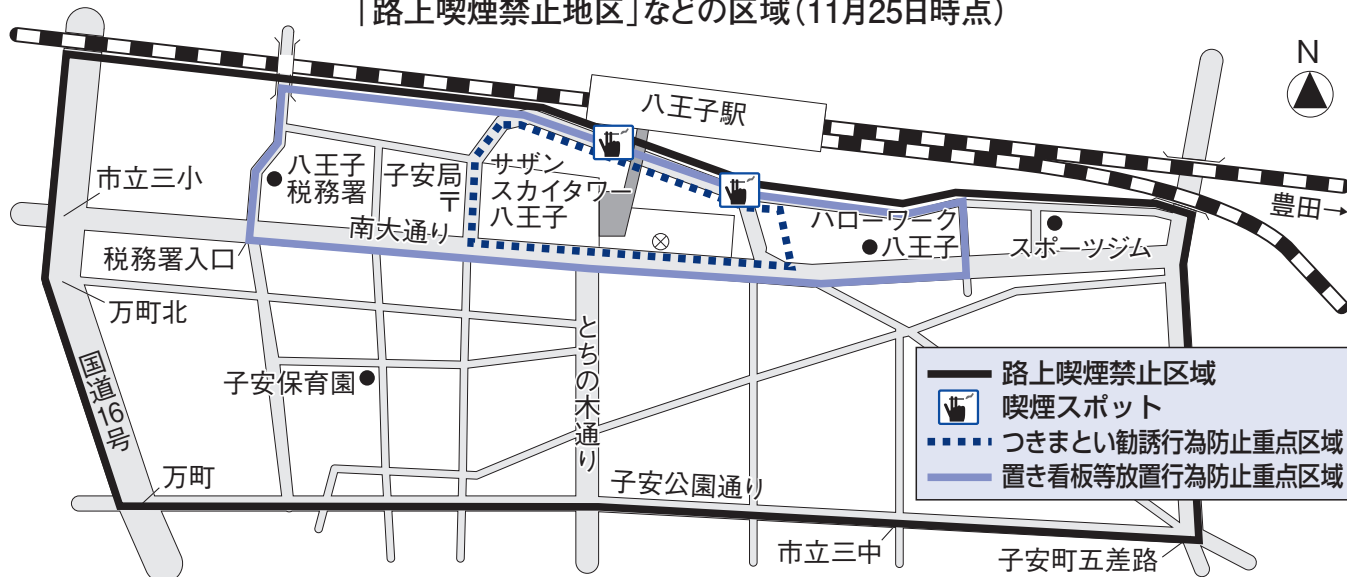 「路上喫煙禁止地区」などの区域（11月25日時点）
N
八王子駅
豊田→
市立三小
八王子
税務署
子安局
〒
サザン
スカイタワー
八王子
ハローワーク
八王子
スポーツジム
南大通り
税務署入口
万町北
国道16号
子安保育園
とちの木通り
万町
子安公園通り
市立三中
子安町五差路
路上喫煙禁止区域
喫煙スポット
つきまとい勧誘行為防止重点区域
置き看板等放置行為防止重点区域